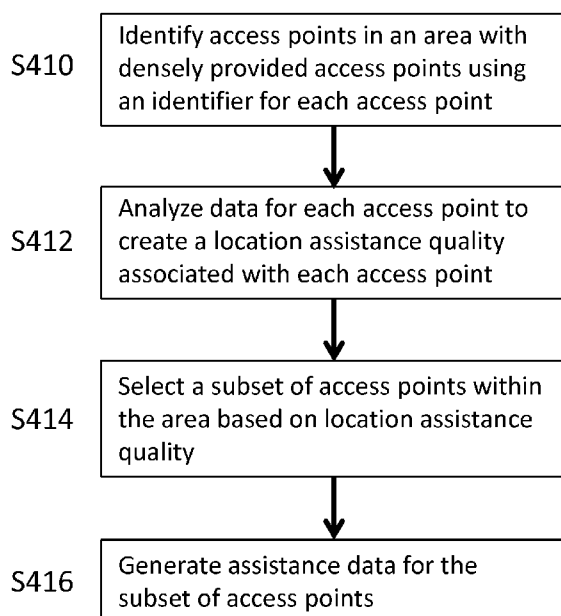 S410
Identify access points in an area with
densely provided access points using
an identifier for each access point
S412
Analyze data for each access point to
create a location assistance quality
associated with each access point
S414
Select a subset of access points within
the area based on location assistance
quality
S416
Generate assistance data for the
subset of access points